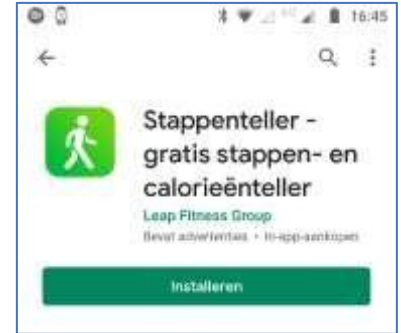 16:45
Stappenteller -
gratis stappen- en
calorieënteller
Leap Fitness Group
Bevat advertenties • In-app-aankopen
Installeren